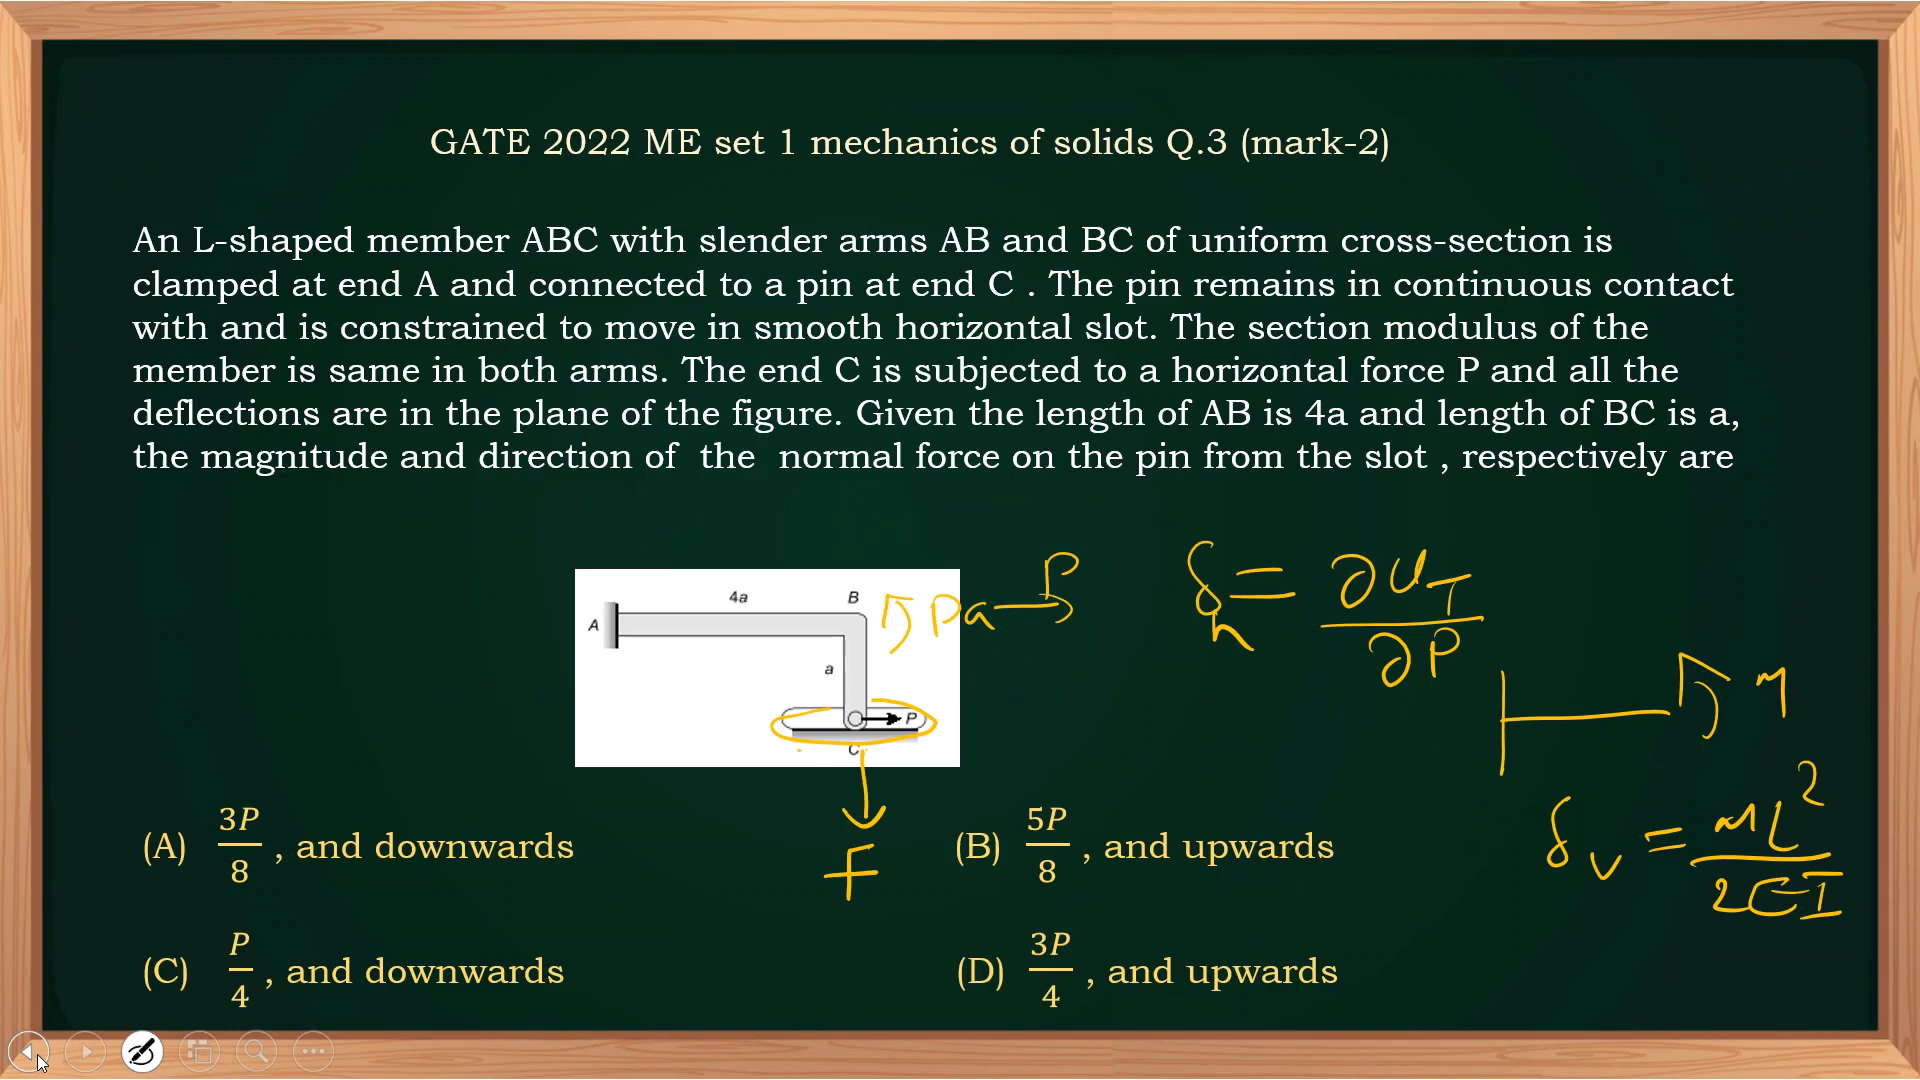 GATE 2022 ME set 1 mechanics of solids Q.3 (mark-2)
An L-shaped member ABC with slender arms AB and BC of uniform cross-section is
clamped at end A and connected to a pin at end C . The pin remains in continuous contact
with and is constrained to move in smooth horizontal slot. The section modulus of the
member is same in both arms. The end C is subjected to a horizontal force P and all the
deflections are in the plane of the figure. Given the length of AB is 4a and length of BC is a,
the magnitude and direction of the normal force on the pin from the slot , respectively are
4a B
A
a
P
C
Pa → P
F
δh = ∂U_T / ∂P
M
δv = ML² / 2EI
(A) 3P/8 , and downwards
(B) 5P/8 , and upwards
(C) P/4 , and downwards
(D) 3P/4 , and upwards